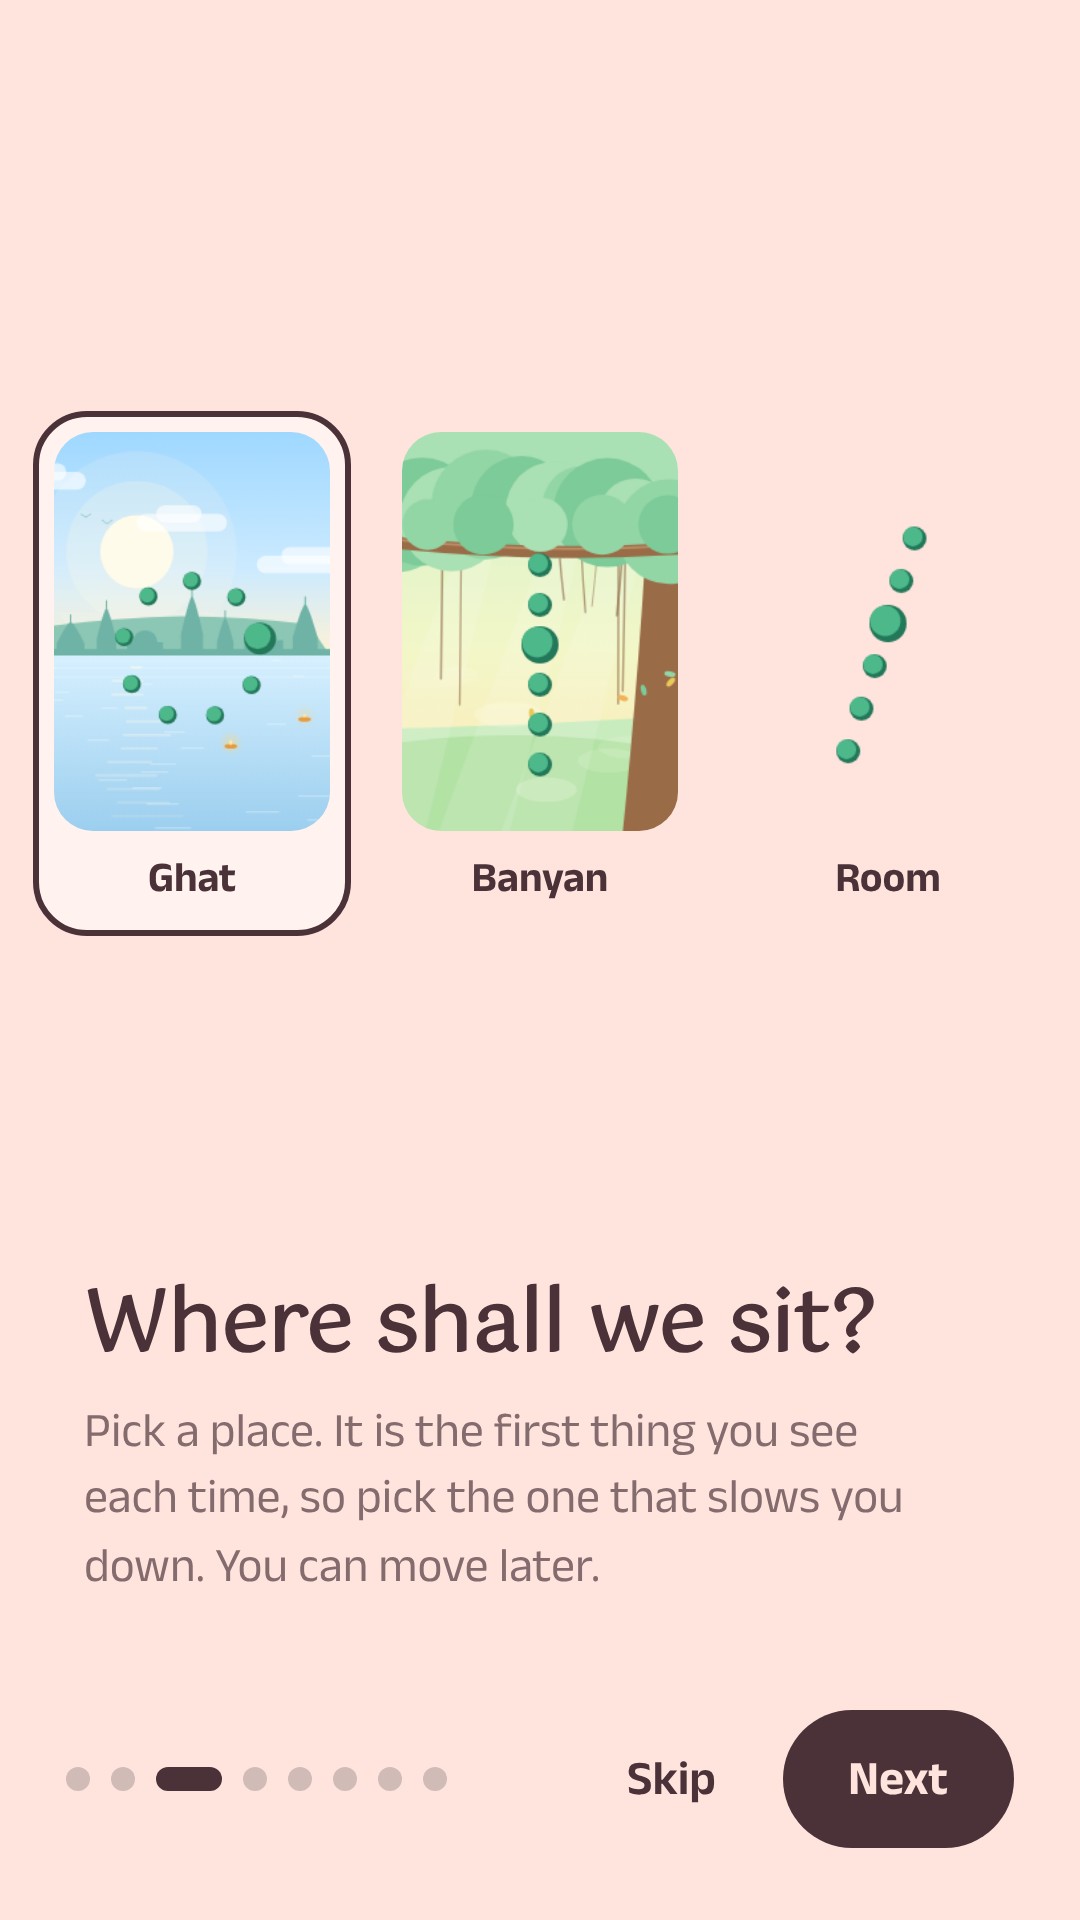 Ghat
Banyan
Room
Where shall we sit?
Pick a place. It is the first thing you see
each time, so pick the one that slows you
down. You can move later.
Skip
Next